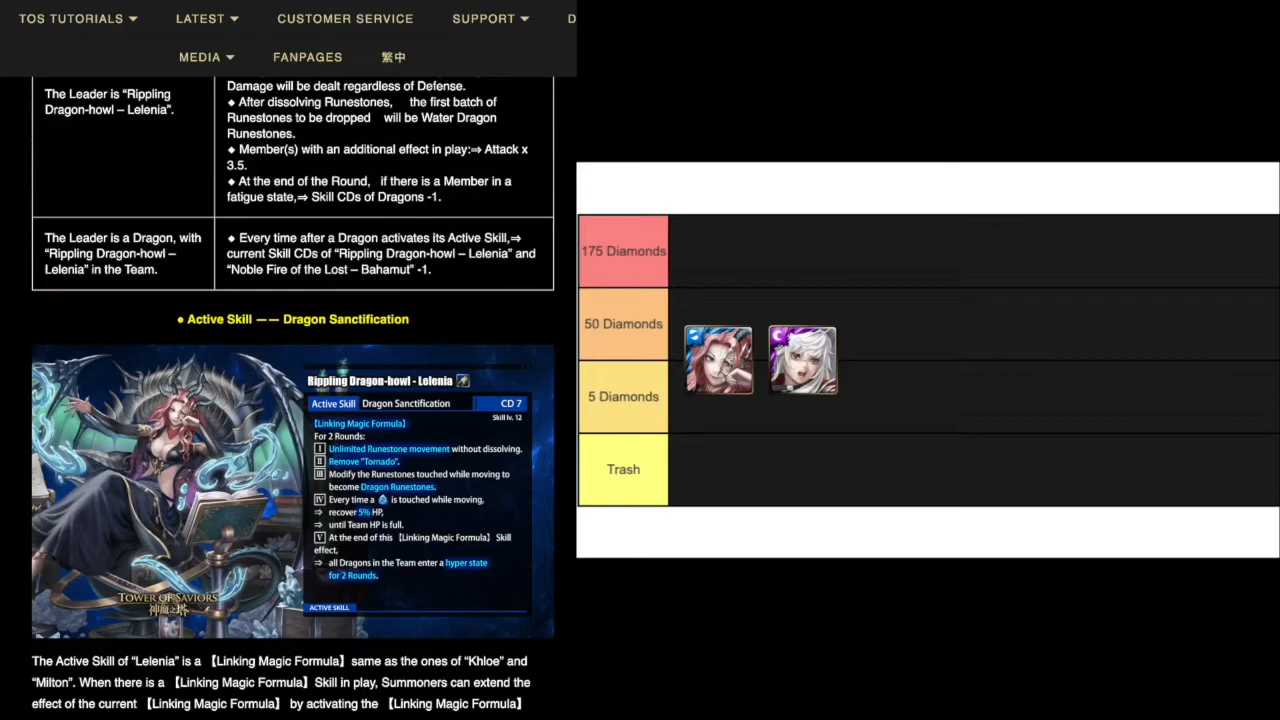 TOS TUTORIALS
LATEST
CUSTOMER SERVICE
SUPPORT
D
MEDIA
FANPAGES
繁中
The Leader is “Rippling
Dragon-howl – Lelenia”.
Damage will be dealt regardless of Defense.
◆ After dissolving Runestones, the first batch of
Runestones to be dropped will be Water Dragon
Runestones.
◆ Member(s) with an additional effect in play:⇒ Attack x
3.5.
◆ At the end of the Round, if there is a Member in a
fatigue state,⇒ Skill CDs of Dragons -1.
The Leader is a Dragon, with
“Rippling Dragon-howl –
Lelenia” in the Team.
◆ Every time after a Dragon activates its Active Skill,⇒
current Skill CDs of “Rippling Dragon-howl – Lelenia” and
“Noble Fire of the Lost – Bahamut” -1.
● Active Skill —— Dragon Sanctification
Rippling Dragon-howl - Lelenia
Active Skill Dragon Sanctification CD 7
Skill lv. 12
【Linking Magic Formula】
For 2 Rounds:
I Unlimited Runestone movement without dissolving.
II Remove "Tornado".
III Modify the Runestones touched while moving to
become Dragon Runestones.
IV Every time a is touched while moving,
⇒ recover 5% HP,
⇒ until Team HP is full.
V At the end of this 【Linking Magic Formula】 Skill
effect,
⇒ all Dragons in the Team enter a hyper state
for 2 Rounds.
ACTIVE SKILL
TOWER OF SAVIORS
神魔之塔
The Active Skill of “Lelenia” is a 【Linking Magic Formula】 same as the ones of “Khloe” and
“Milton”. When there is a 【Linking Magic Formula】 Skill in play, Summoners can extend the
effect of the current 【Linking Magic Formula】 by activating the 【Linking Magic Formula】
175 Diamonds
50 Diamonds
5 Diamonds
Trash